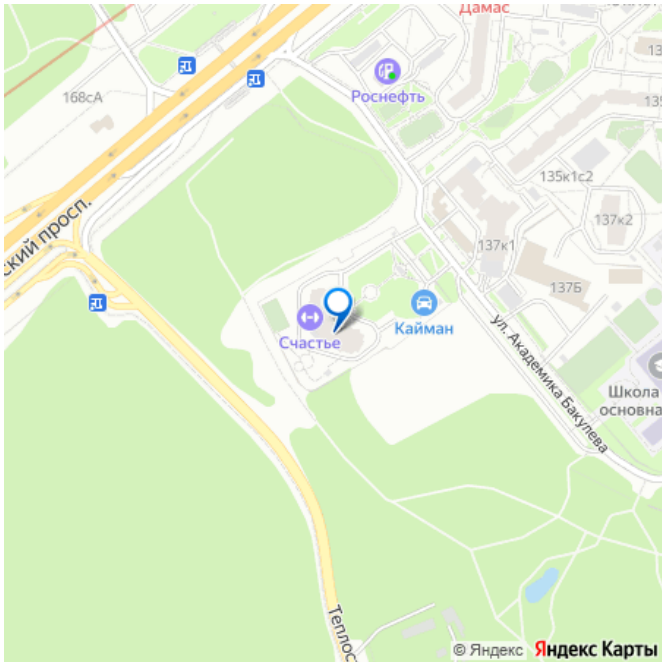 Дамас
168сА
Роснефть
135к1с2
137к2
ский просп.
137к1
137Б
Счастье
Кайман
ул. Академика Бакулева
Школа
основна
Теплос
© Яндекс Яндекс Карты